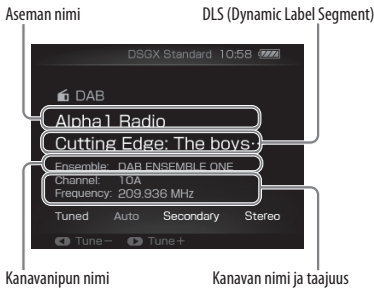 Aseman nimi
DLS (Dynamic Label Segment)
DSGX Standard 10:58
DAB
Alpha1 Radio
Cutting Edge: The boys··
Ensemble: DAB ENSEMBLE ONE
Channel: 10A
Frequency: 209.936 MHz
Tuned Auto Secondary Stereo
Tune− Tune+
Kanavanipun nimi
Kanavan nimi ja taajuus